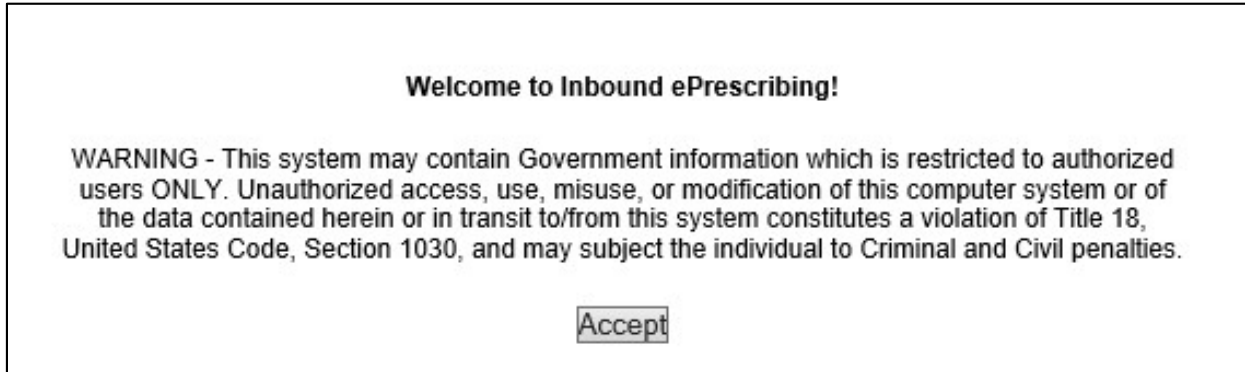 Welcome to Inbound ePrescribing!
WARNING - This system may contain Government information which is restricted to authorized
users ONLY. Unauthorized access, use, misuse, or modification of this computer system or of
the data contained herein or in transit to/from this system constitutes a violation of Title 18,
United States Code, Section 1030, and may subject the individual to Criminal and Civil penalties.
Accept